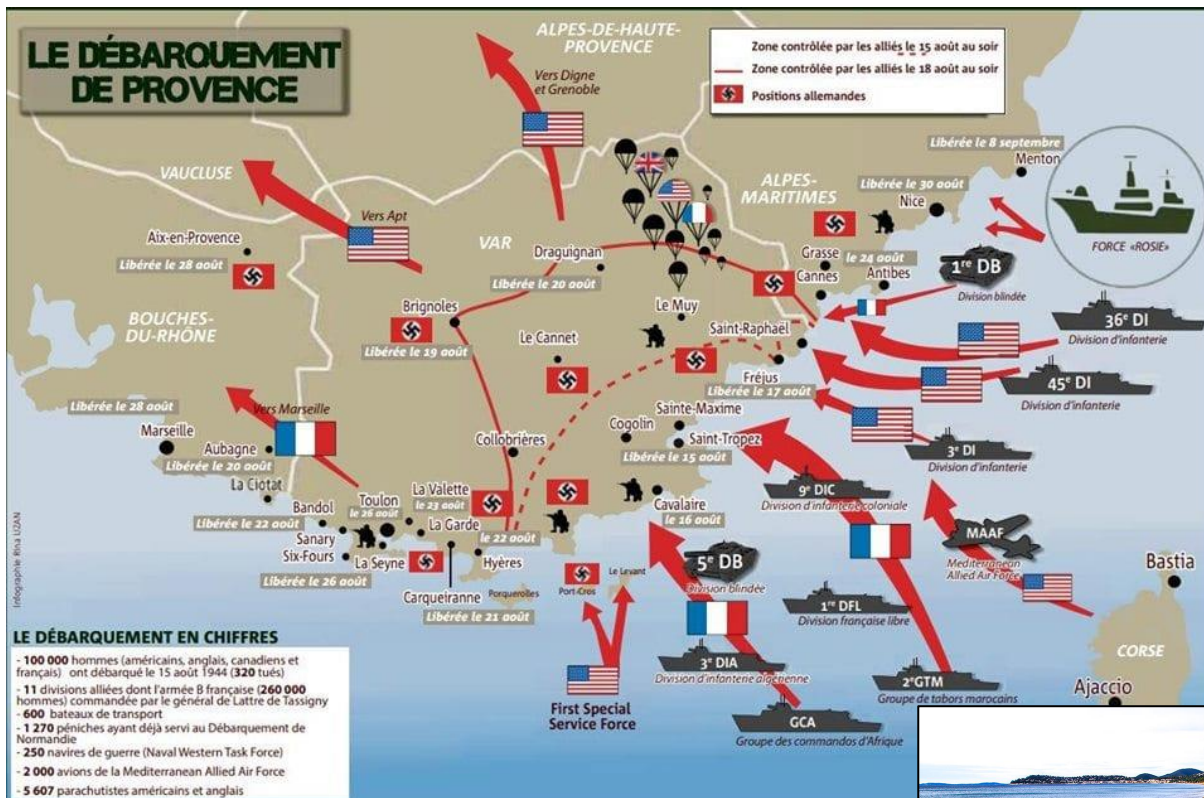 LE DÉBARQUEMENT
DE PROVENCE
ALPES-DE-HAUTE-
PROVENCE
Zone contrôlée par les alliés le 15 août au soir
Zone contrôlée par les alliés le 18 août au soir
Positions allemandes
Vers Digne
et Grenoble
Libérée le 8 septembre
Menton
VAUCLUSE
ALPES-
MARITIMES
Libérée le 30 août
Nice
FORCE «ROSIE»
Vers Apt
VAR
Aix-en-Provence
Libérée le 28 août
Draguignan
Libérée le 20 août
Grasse
le 24 août
Cannes
Antibes
1re DB
Division blindée
BOUCHES-
DU-RHÔNE
Brignoles
Libérée le 19 août
Le Muy
Le Cannet
Saint-Raphaël
Fréjus
Libérée le 17 août
36e DI
Division d'infanterie
45e DI
Division d'infanterie
Libérée le 28 août
Marseille
Vers Marseille
Aubagne
Libérée le 20 août
La Ciotat
Collobrières
Cogolin
Sainte-Maxime
Saint-Tropez
Libérée le 15 août
3e DI
Division d'infanterie
Bandol
Libérée le 22 août
Sanary
Six-Fours
Libérée le 26 août
Toulon
le 26 août
La Seyne
La Valette
le 23 août
La Garde
le 22 août
Hyères
Carqueiranne
Libérée le 21 août
Cavalaire
le 16 août
9e DIC
Division d'infanterie coloniale
MAAF
Mediterranean
Allied Air Force
Porquerolles
Port-Cros
Le Levant
5e DB
Division blindée
1re DFL
Division française libre
Bastia
3e DIA
Division d'infanterie algérienne
2eGTM
Groupe de tabors marocains
CORSE
Ajaccio
First Special
Service Force
GCA
Groupe des commandos d'Afrique
Infographie Rina UZAN
LE DÉBARQUEMENT EN CHIFFRES
- 100 000 hommes (américains, anglais, canadiens et
français) ont débarqué le 15 août 1944 (320 tués)
- 11 divisions alliées dont l'armée B française (260 000
hommes) commandée par le général de Lattre de Tassigny
- 600 bateaux de transport
- 1 270 péniches ayant déjà servi au Débarquement de
Normandie
- 250 navires de guerre (Naval Western Task Force)
- 2 000 avions de la Mediterranean Allied Air Force
- 5 607 parachutistes américains et anglais